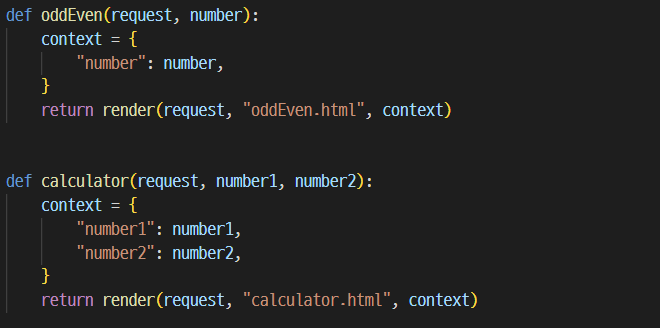 def oddEven(request, number):
    context = {
        "number": number,
    }
    return render(request, "oddEven.html", context)
def calculator(request, number1, number2):
    context = {
        "number1": number1,
        "number2": number2,
    }
    return render(request, "calculator.html", context)